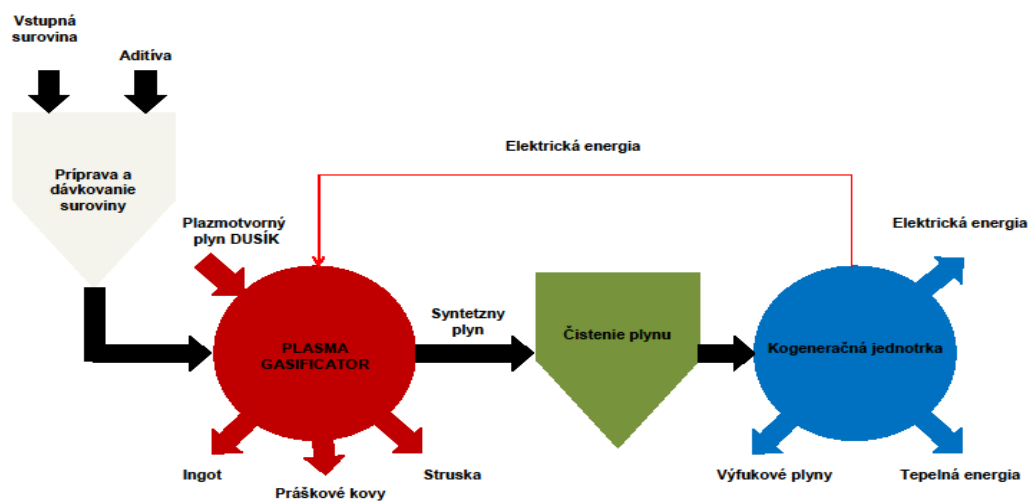 Vstupná
surovina
Aditíva
Príprava a
dávkovanie
suroviny
Elektrická energia
Plazmotvorný
plyn DUSÍK
Elektrická energia
PLASMA
GASIFICATOR
Syntetzny
plyn
Čistenie plynu
Kogeneračná jednotrka
Ingot
Práškové kovy
Struska
Výfukové plyny
Tepelná energia